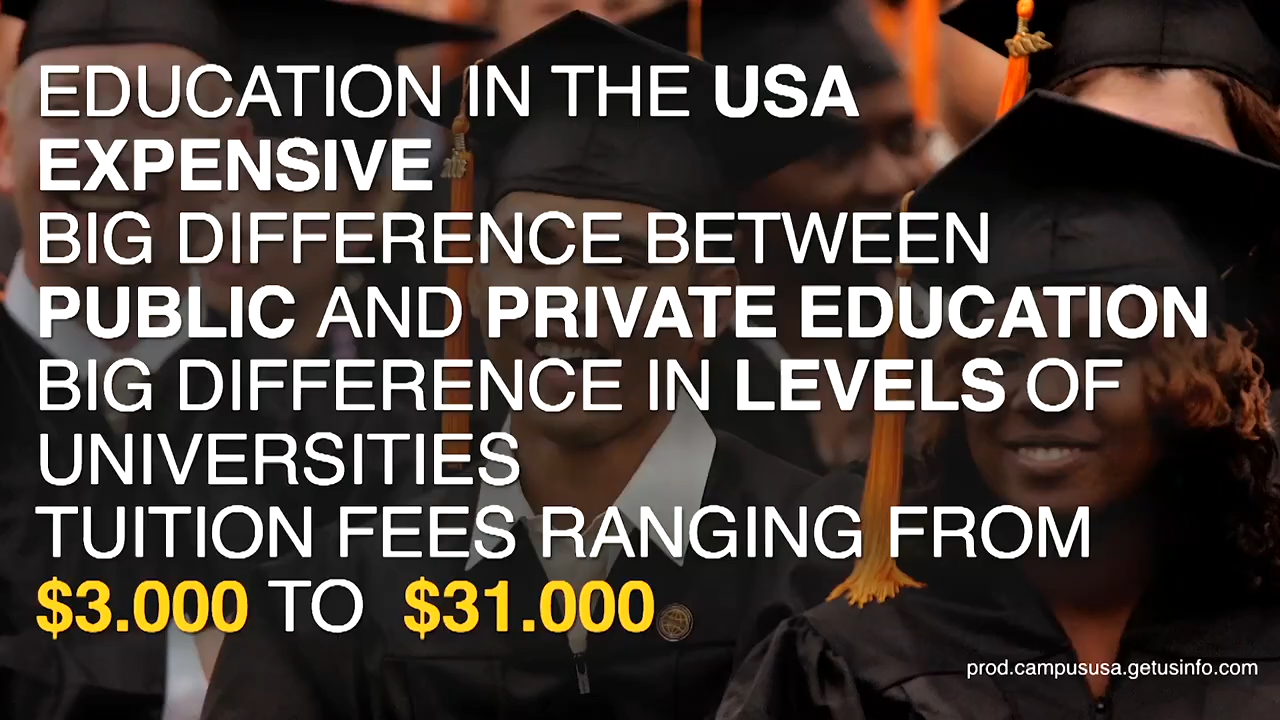 EDUCATION IN THE USA
EXPENSIVE
BIG DIFFERENCE BETWEEN
PUBLIC AND PRIVATE EDUCATION
BIG DIFFERENCE IN LEVELS OF
UNIVERSITIES
TUITION FEES RANGING FROM
$3.000 TO $31.000
prod.campususa.getusinfo.com